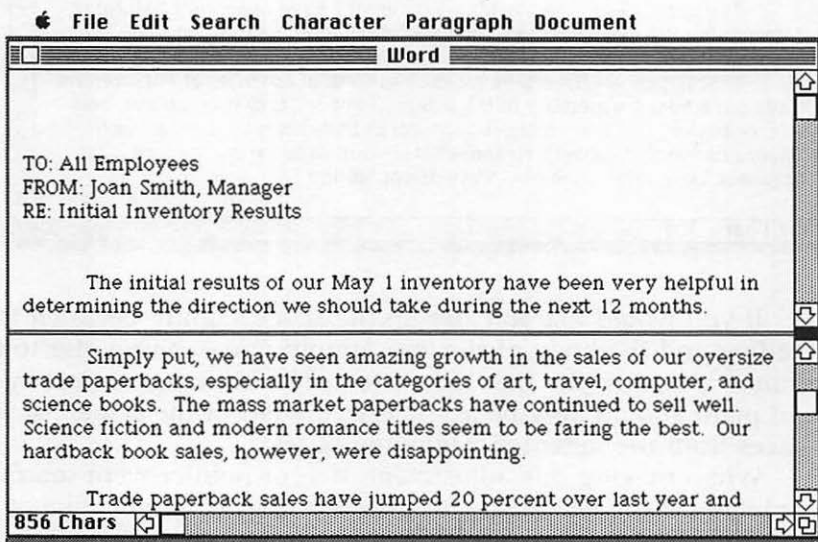 File Edit Search Character Paragraph Document
Word
TO: All Employees
FROM: Joan Smith, Manager
RE: Initial Inventory Results
The initial results of our May 1 inventory have been very helpful in
determining the direction we should take during the next 12 months.
Simply put, we have seen amazing growth in the sales of our oversize
trade paperbacks, especially in the categories of art, travel, computer, and
science books. The mass market paperbacks have continued to sell well.
Science fiction and modern romance titles seem to be faring the best. Our
hardback book sales, however, were disappointing.
Trade paperback sales have jumped 20 percent over last year and
856 Chars